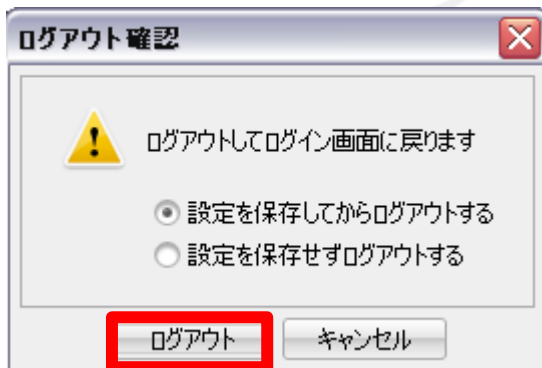 ログアウト確認
ログアウトしてログイン画面に戻ります
設定を保存してからログアウトする
設定を保存せずログアウトする
ログアウト キャンセル